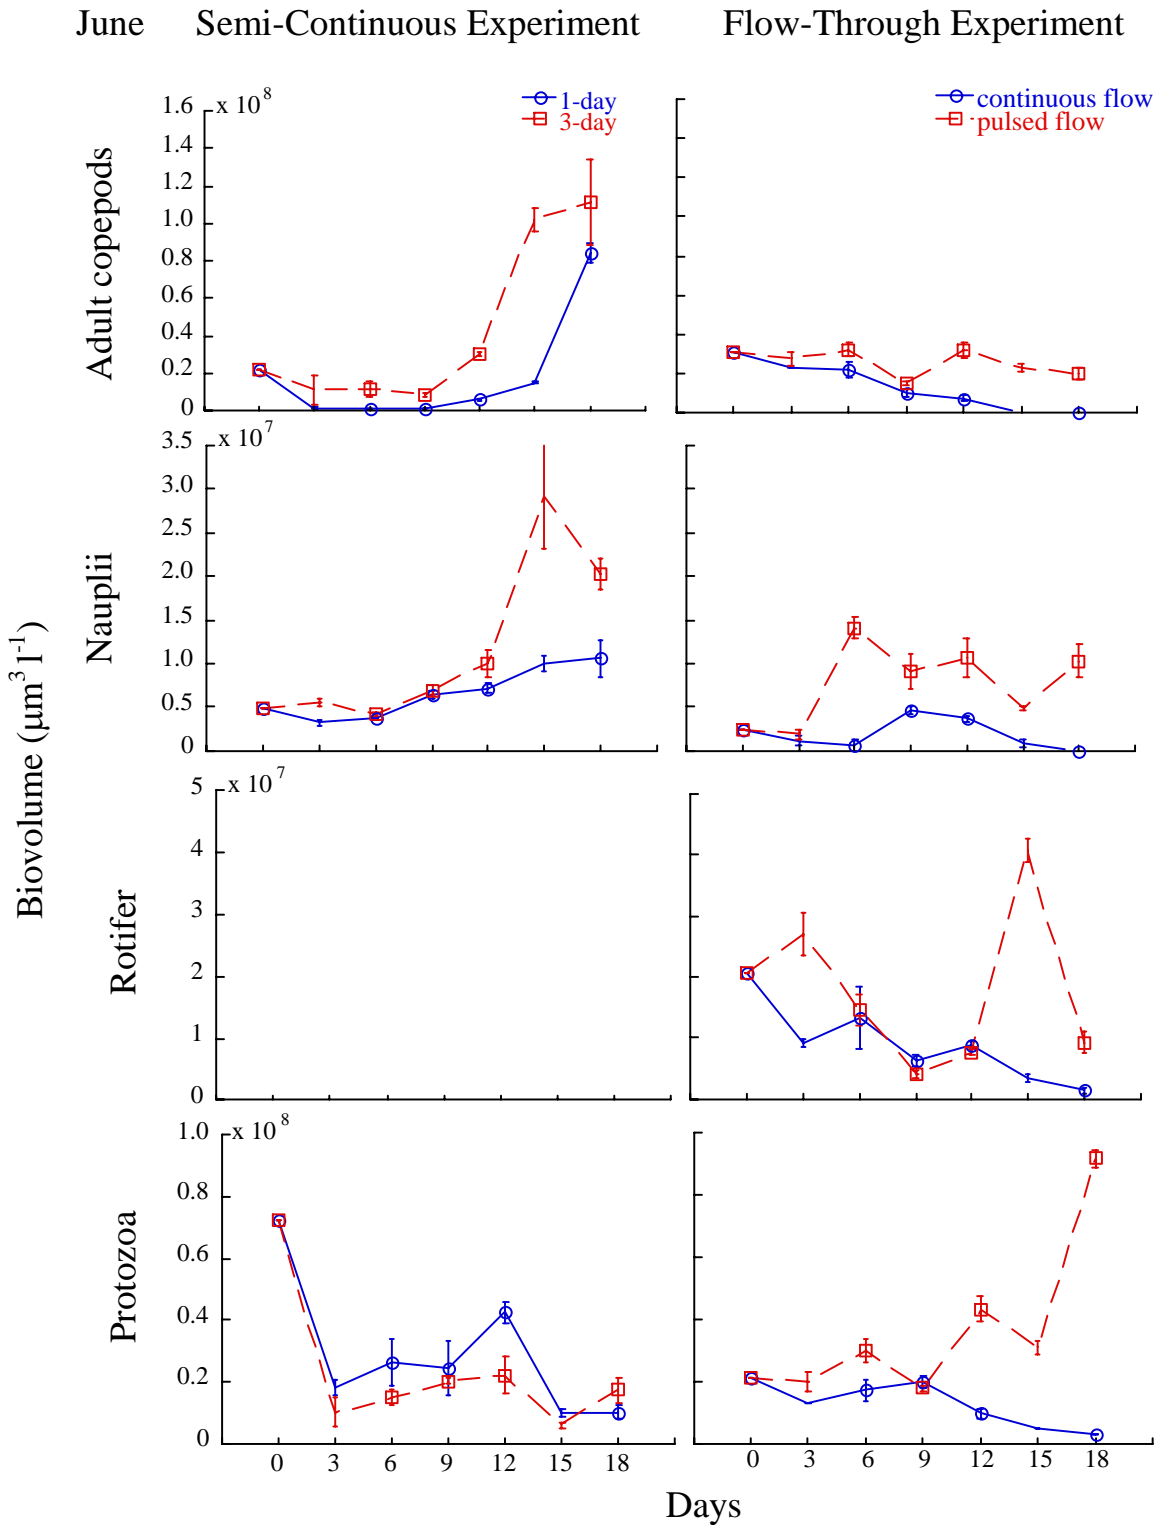 June Semi-Continuous Experiment Flow-Through Experiment
x 10^8
1-day
3-day
continuous flow
pulsed flow
Adult copepods
1.6
1.4
1.2
1.0
0.8
0.6
0.4
0.2
0
x 10^7
Nauplii
3.5
3.0
2.5
2.0
1.5
1.0
0.5
0
Biovolume (µm^3 l^-1)
x 10^7
Rotifer
5
4
3
2
1
0
x 10^8
Protozoa
1.0
0.8
0.6
0.4
0.2
0
0 3 6 9 12 15 18 0 3 6 9 12 15 18
Days